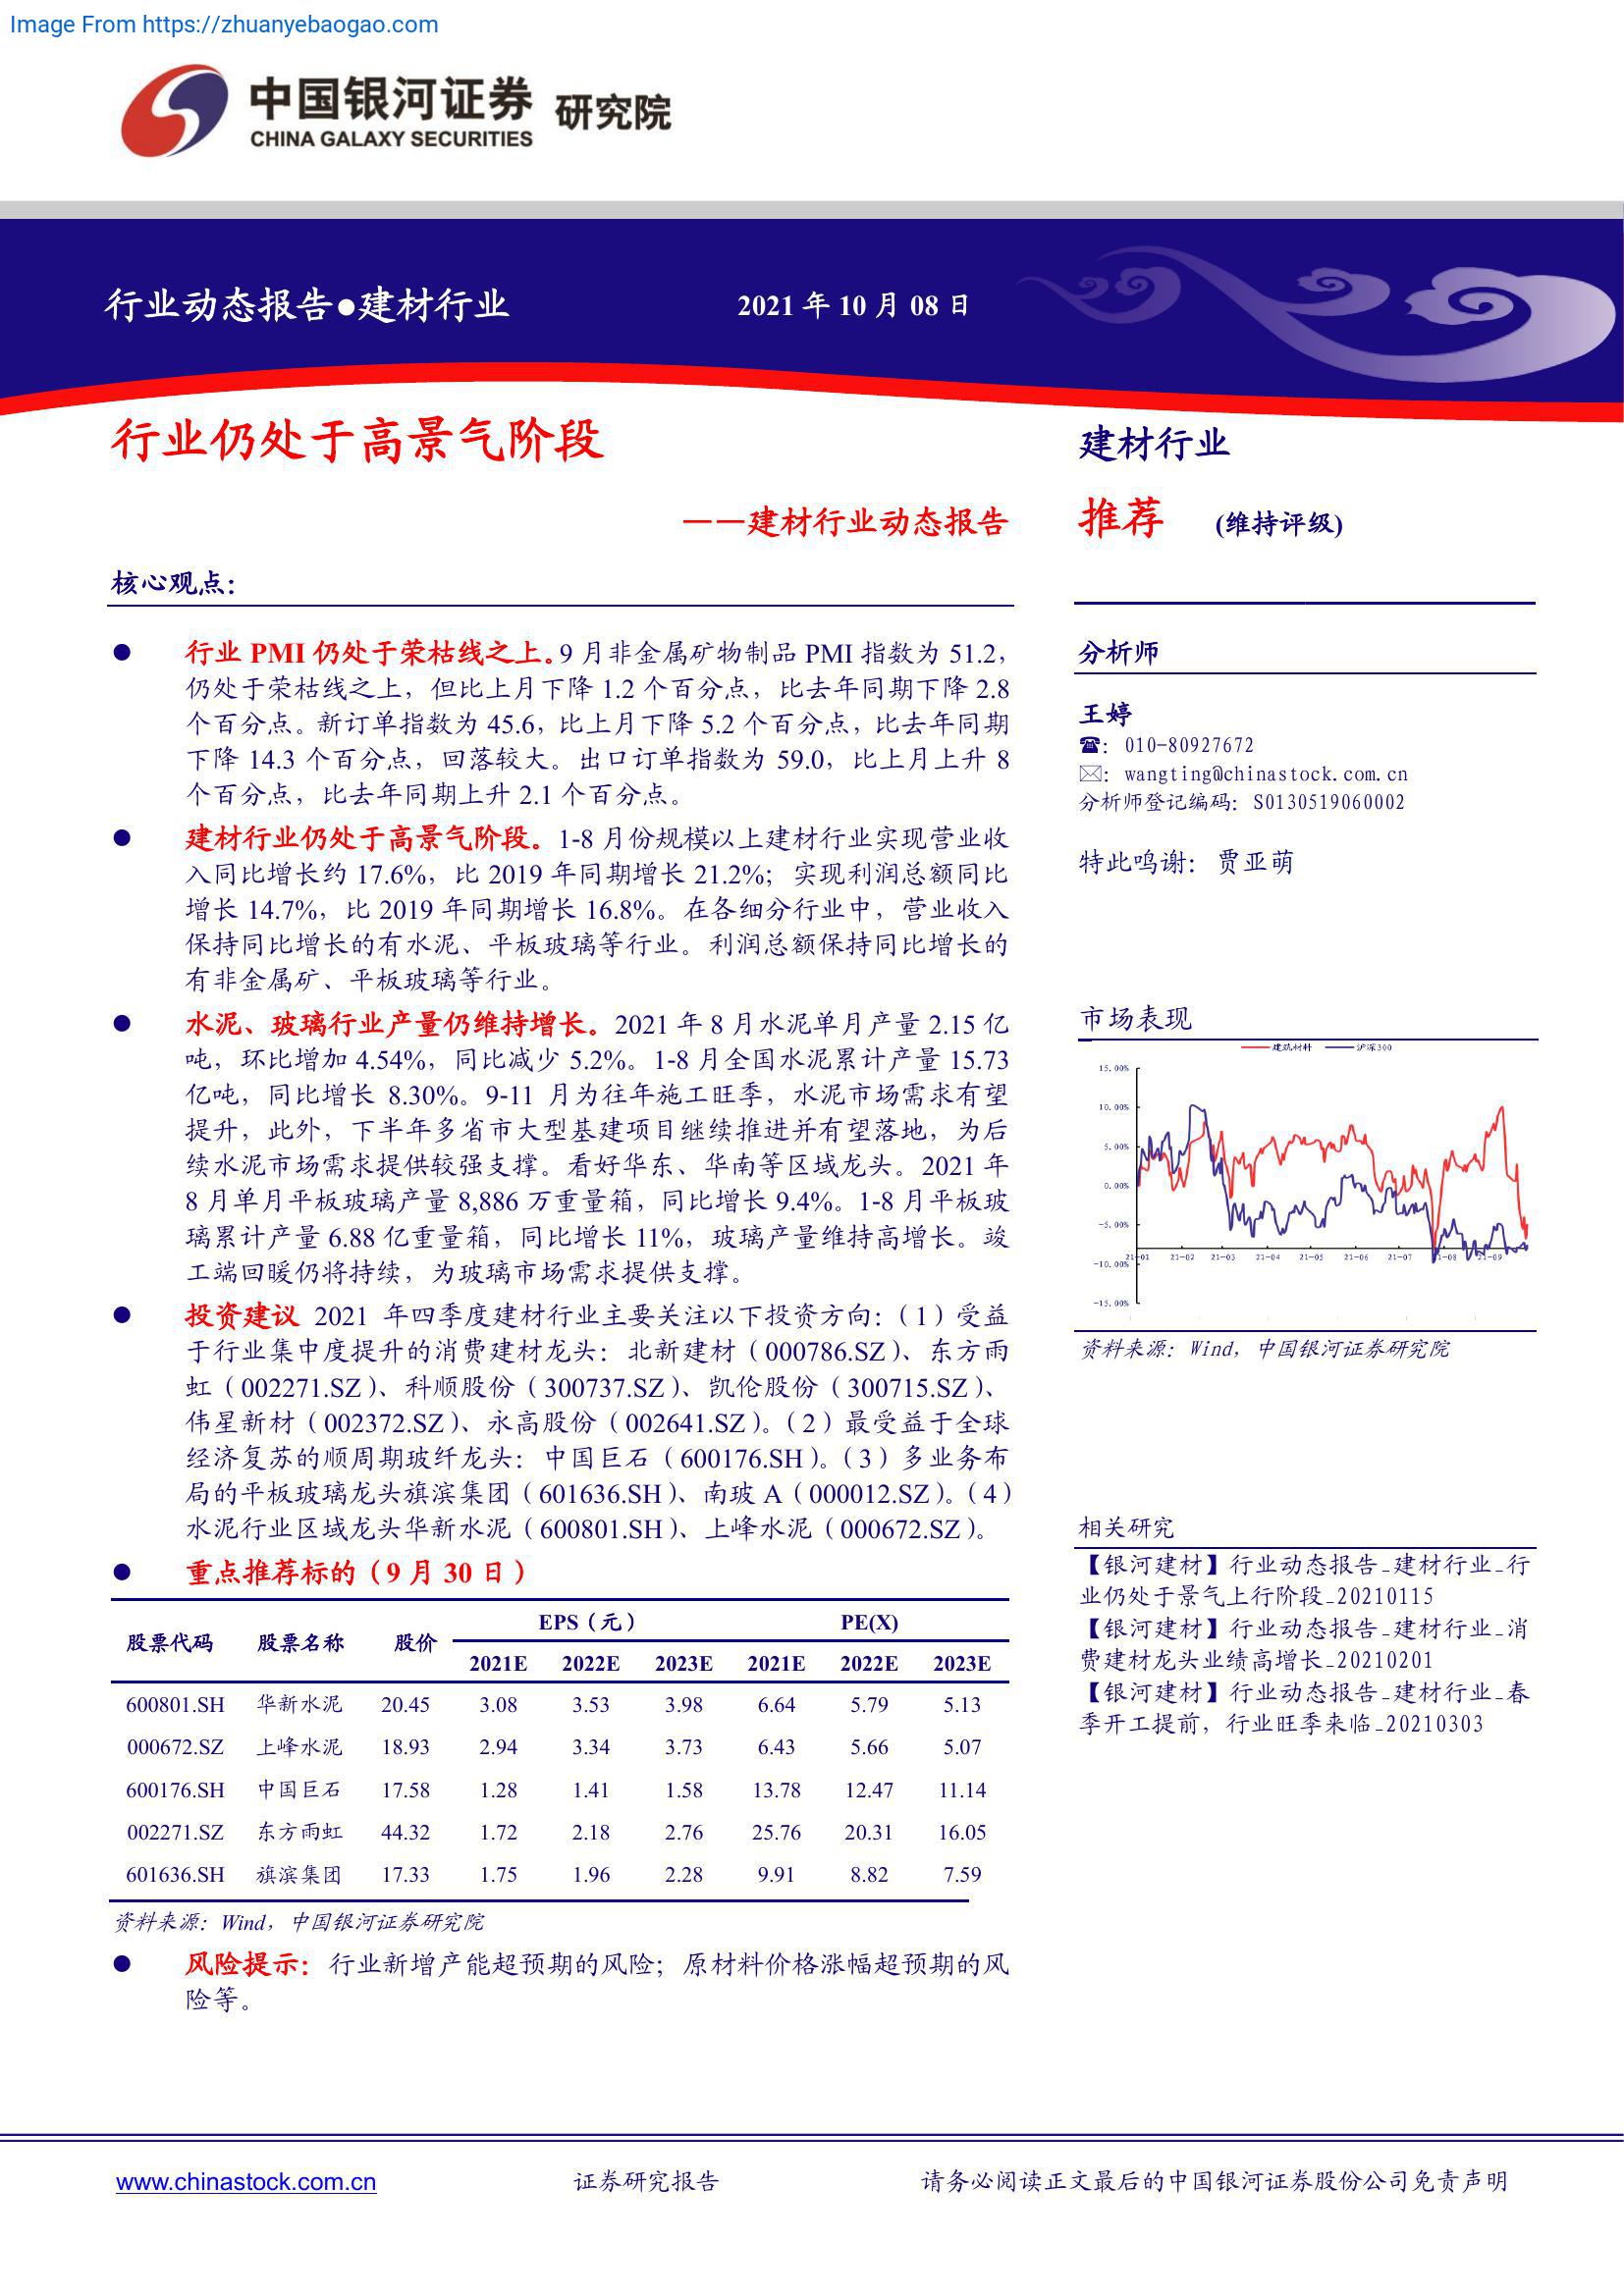 Image From https://zhuanyebaogao.com
中国银河证券 研究院
CHINA GALAXY SECURITIES
行业动态报告●建材行业
2021 年 10 月 08 日
行业仍处于高景气阶段
——建材行业动态报告
核心观点：
● 行业 PMI 仍处于荣枯线之上。9 月非金属矿物制品 PMI 指数为 51.2，
仍处于荣枯线之上，但比上月下降 1.2 个百分点，比去年同期下降 2.8
个百分点。新订单指数为 45.6，比上月下降 5.2 个百分点，比去年同期
下降 14.3 个百分点，回落较大。出口订单指数为 59.0，比上月上升 8
个百分点，比去年同期上升 2.1 个百分点。
● 建材行业仍处于高景气阶段。1-8 月份规模以上建材行业实现营业收
入同比增长约 17.6%，比 2019 年同期增长 21.2%；实现利润总额同比
增长 14.7%，比 2019 年同期增长 16.8%。在各细分行业中，营业收入
保持同比增长的有水泥、平板玻璃等行业。利润总额保持同比增长的
有非金属矿、平板玻璃等行业。
● 水泥、玻璃行业产量仍维持增长。2021 年 8 月水泥单月产量 2.15 亿
吨，环比增加 4.54%，同比减少 5.2%。1-8 月全国水泥累计产量 15.73
亿吨，同比增长 8.30%。9-11 月为往年施工旺季，水泥市场需求有望
提升，此外，下半年多省市大型基建项目继续推进并有望落地，为后
续水泥市场需求提供较强支撑。看好华东、华南等区域龙头。2021 年
8 月单月平板玻璃产量 8,886 万重量箱，同比增长 9.4%。1-8 月平板玻
璃累计产量 6.88 亿重量箱，同比增长 11%，玻璃产量维持高增长。竣
工端回暖仍将持续，为玻璃市场需求提供支撑。
● 投资建议 2021 年四季度建材行业主要关注以下投资方向：（1）受益
于行业集中度提升的消费建材龙头：北新建材（000786.SZ）、东方雨
虹（002271.SZ）、科顺股份（300737.SZ）、凯伦股份（300715.SZ）、
伟星新材（002372.SZ）、永高股份（002641.SZ）。（2）最受益于全球
经济复苏的顺周期玻纤龙头：中国巨石（600176.SH）。（3）多业务布
局的平板玻璃龙头旗滨集团（601636.SH）、南玻 A（000012.SZ）。（4）
水泥行业区域龙头华新水泥（600801.SH）、上峰水泥（000672.SZ）。
● 重点推荐标的（9 月 30 日）
股票代码 股票名称 股价 EPS（元） PE(X)
2021E 2022E 2023E 2021E 2022E 2023E
600801.SH 华新水泥 20.45 3.08 3.53 3.98 6.64 5.79 5.13
000672.SZ 上峰水泥 18.93 2.94 3.34 3.73 6.43 5.66 5.07
600176.SH 中国巨石 17.58 1.28 1.41 1.58 13.78 12.47 11.14
002271.SZ 东方雨虹 44.32 1.72 2.18 2.76 25.76 20.31 16.05
601636.SH 旗滨集团 17.33 1.75 1.96 2.28 9.91 8.82 7.59
资料来源：Wind，中国银河证券研究院
● 风险提示：行业新增产能超预期的风险；原材料价格涨幅超预期的风
险等。
建材行业
推荐 (维持评级)
分析师
王婷
☎：010-80927672
✉：wangting@chinastock.com.cn
分析师登记编码：S0130519060002
特此鸣谢：贾亚萌
市场表现
建筑材料 沪深300
15.00%
10.00%
5.00%
0.00%
-5.00%
-10.00%
-15.00%
21-01 21-02 21-03 21-04 21-05 21-06 21-07 21-08 21-09
资料来源：Wind，中国银河证券研究院
相关研究
【银河建材】行业动态报告_建材行业_行
业仍处于景气上行阶段_20210115
【银河建材】行业动态报告_建材行业_消
费建材龙头业绩高增长_20210201
【银河建材】行业动态报告_建材行业_春
季开工提前，行业旺季来临_20210303
www.chinastock.com.cn
证券研究报告
请务必阅读正文最后的中国银河证券股份公司免责声明